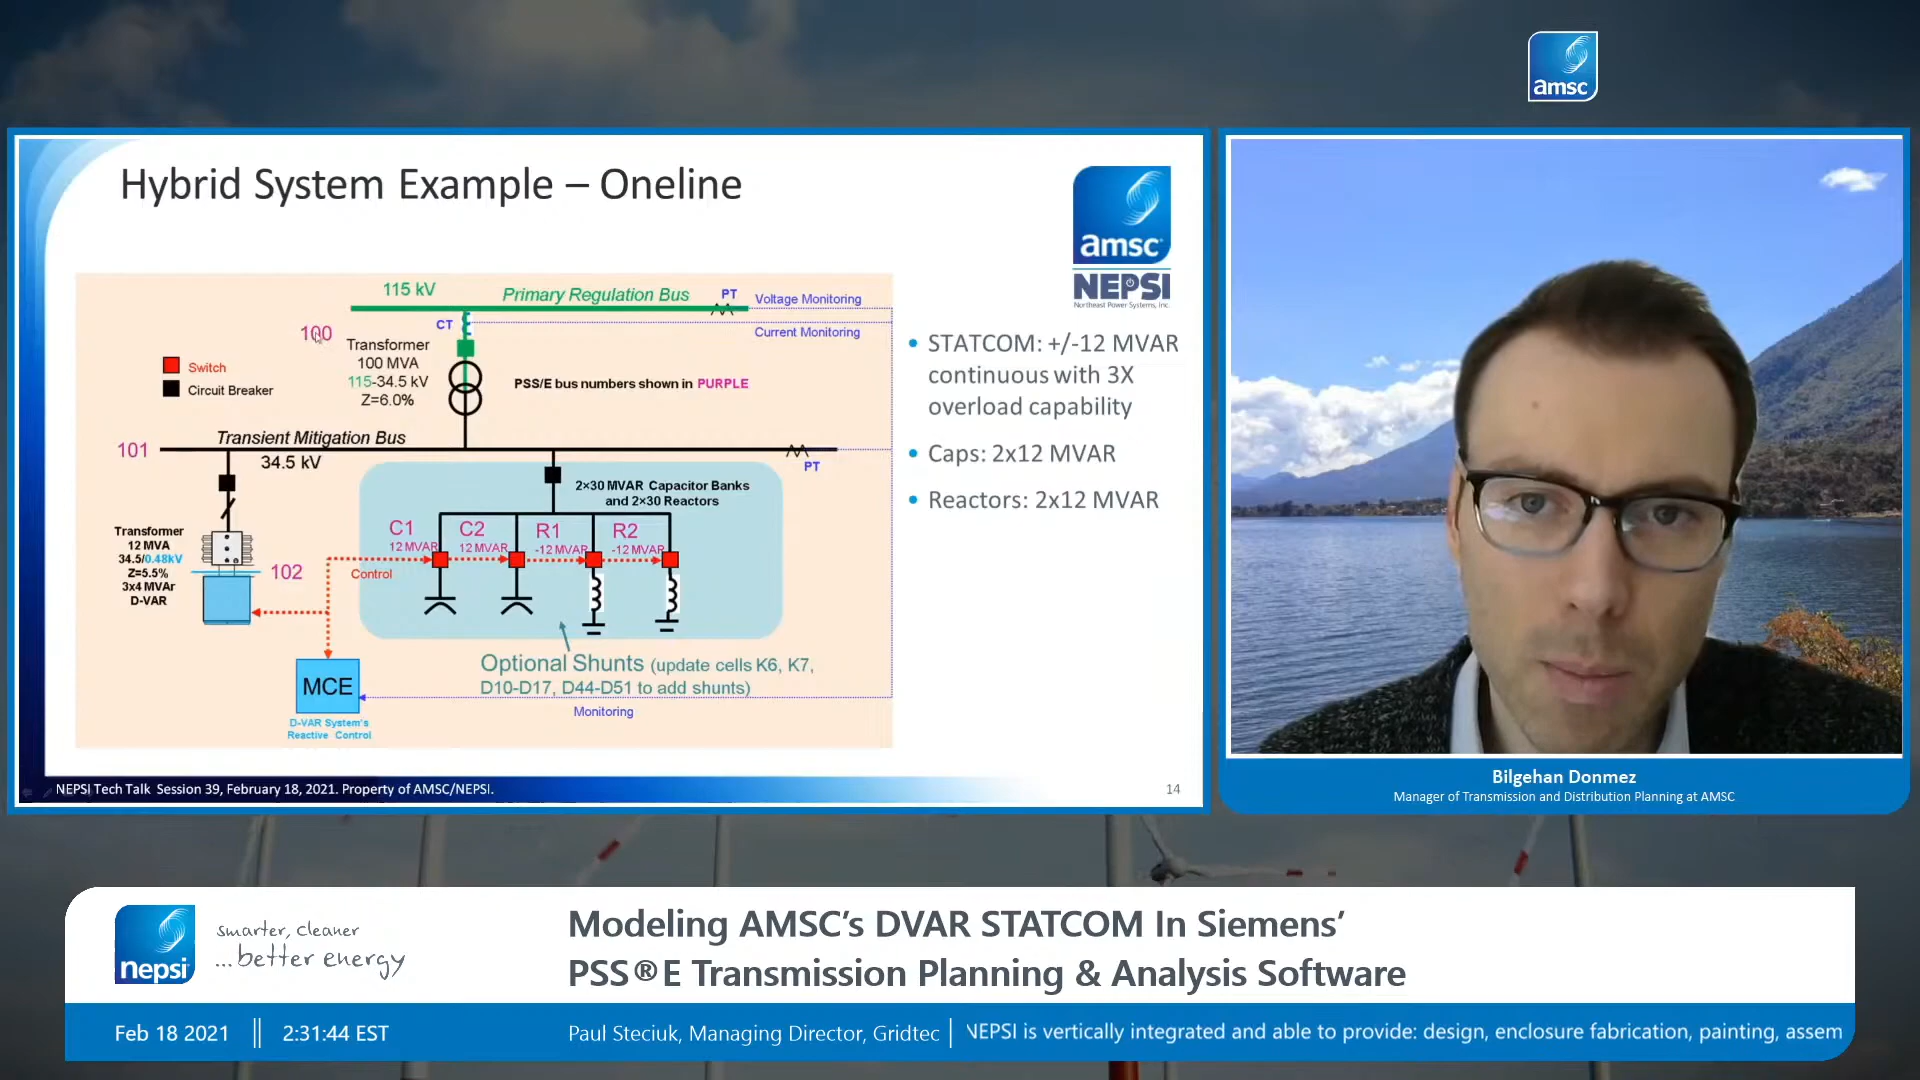 amsc
Hybrid System Example – Oneline
amsc
NEPSI
Northeast Power Systems, Inc.
115 kV
Primary Regulation Bus
PT
Voltage Monitoring
CT
Current Monitoring
100
Transformer
100 MVA
115-34.5 kV
Z=6.0%
Switch
Circuit Breaker
PSS/E bus numbers shown in PURPLE
101
Transient Mitigation Bus
34.5 kV
PT
2×30 MVAR Capacitor Banks
and 2×30 Reactors
C1
12 MVAR
C2
12 MVAR
R1
-12 MVAR
R2
-12 MVAR
Transformer
12 MVA
34.5/0.48kV
Z=5.5%
3x4 MVAr
D-VAR
102
Control
Optional Shunts (update cells K6, K7,
D10-D17, D44-D51 to add shunts)
MCE
Monitoring
D-VAR System's
Reactive Control
• STATCOM: +/-12 MVAR
continuous with 3X
overload capability
• Caps: 2x12 MVAR
• Reactors: 2x12 MVAR
NEPSI Tech Talk Session 39, February 18, 2021. Property of AMSC/NEPSI.
14
Bilgehan Donmez
Manager of Transmission and Distribution Planning at AMSC
nepsi
smarter, cleaner
...better energy
Modeling AMSC’s DVAR STATCOM In Siemens’
PSS®E Transmission Planning & Analysis Software
Feb 18 2021 || 2:31:44 EST
Paul Steciuk, Managing Director, Gridtec | NEPSI is vertically integrated and able to provide: design, enclosure fabrication, painting, assem